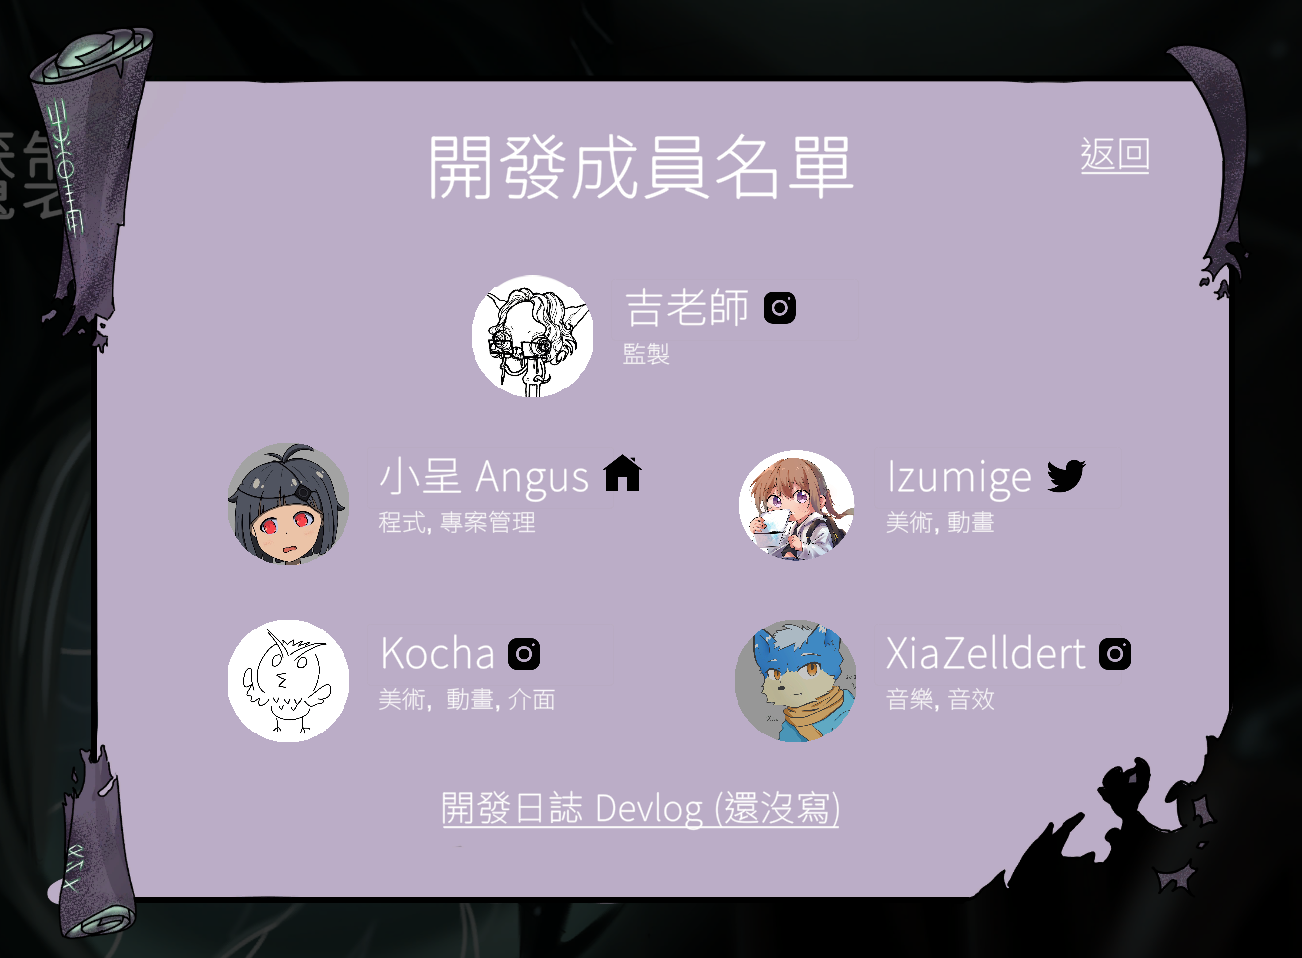 開發成員名單
返回
吉老師
監製
小呈 Angus
程式, 專案管理
Izumige
美術, 動畫
Kocha
美術, 動畫, 介面
XiaZelldert
音樂, 音效
開發日誌 Devlog (還沒寫)